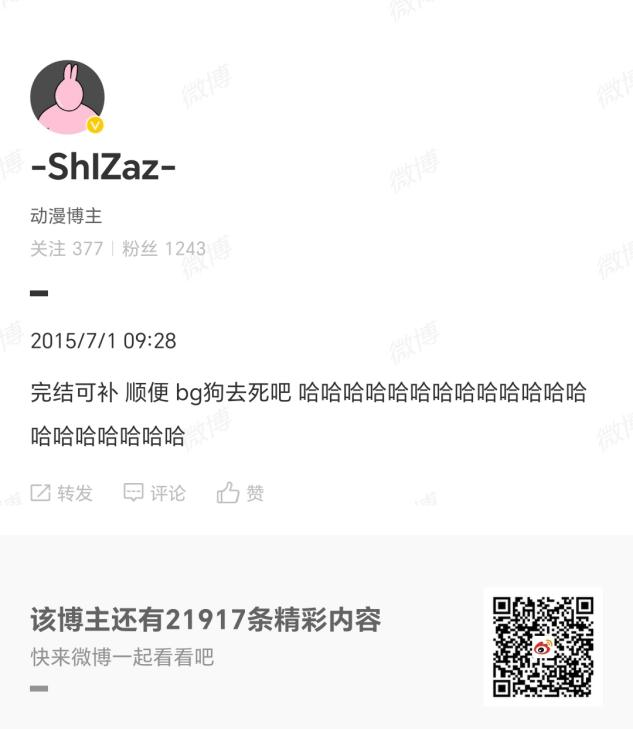 -ShIZaz-
动漫博主
关注 377 | 粉丝 1243
2015/7/1 09:28
完结可补 顺便 bg狗去死吧 哈哈哈哈哈哈哈哈哈哈哈哈哈
哈哈哈哈哈哈哈
转发 评论 赞
该博主还有21917条精彩内容
快来微博一起看看吧
微博